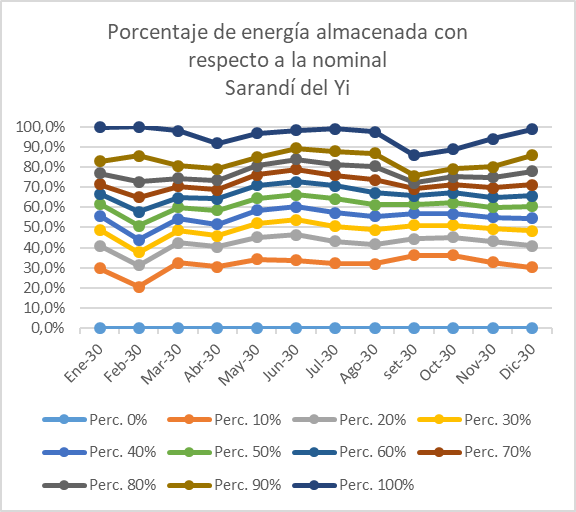 Porcentaje de energía almacenada con
respecto a la nominal
Sarandí del Yi
100,0%
90,0%
80,0%
70,0%
60,0%
50,0%
40,0%
30,0%
20,0%
10,0%
0,0%
Ene-30 Feb-30 Mar-30 Abr-30 May-30 Jun-30 Jul-30 Ago-30 set-30 Oct-30 Nov-30 Dic-30
Perc. 0% Perc. 10% Perc. 20% Perc. 30%
Perc. 40% Perc. 50% Perc. 60% Perc. 70%
Perc. 80% Perc. 90% Perc. 100%